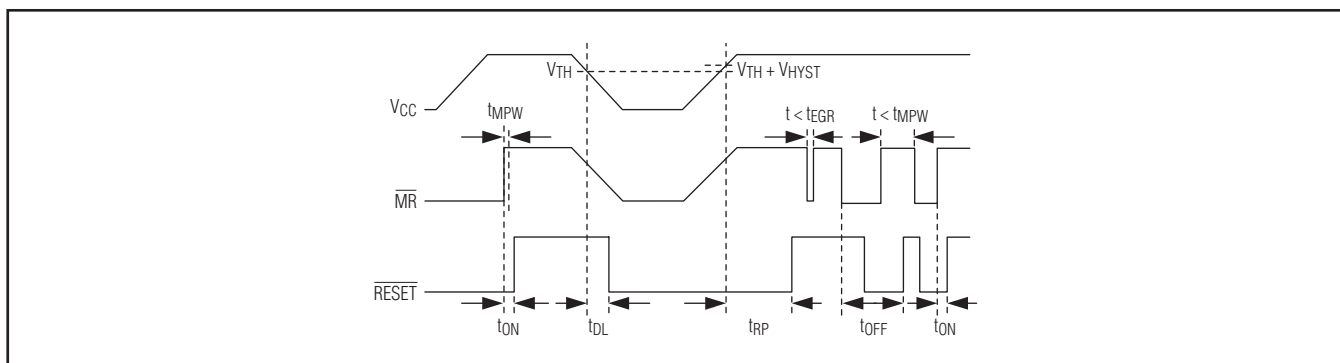 VTH
VTH + VHYST
VCC
tMPW
t < tEGR
t < tMPW
MR
RESET
tON
tDL
tRP
tOFF
tON